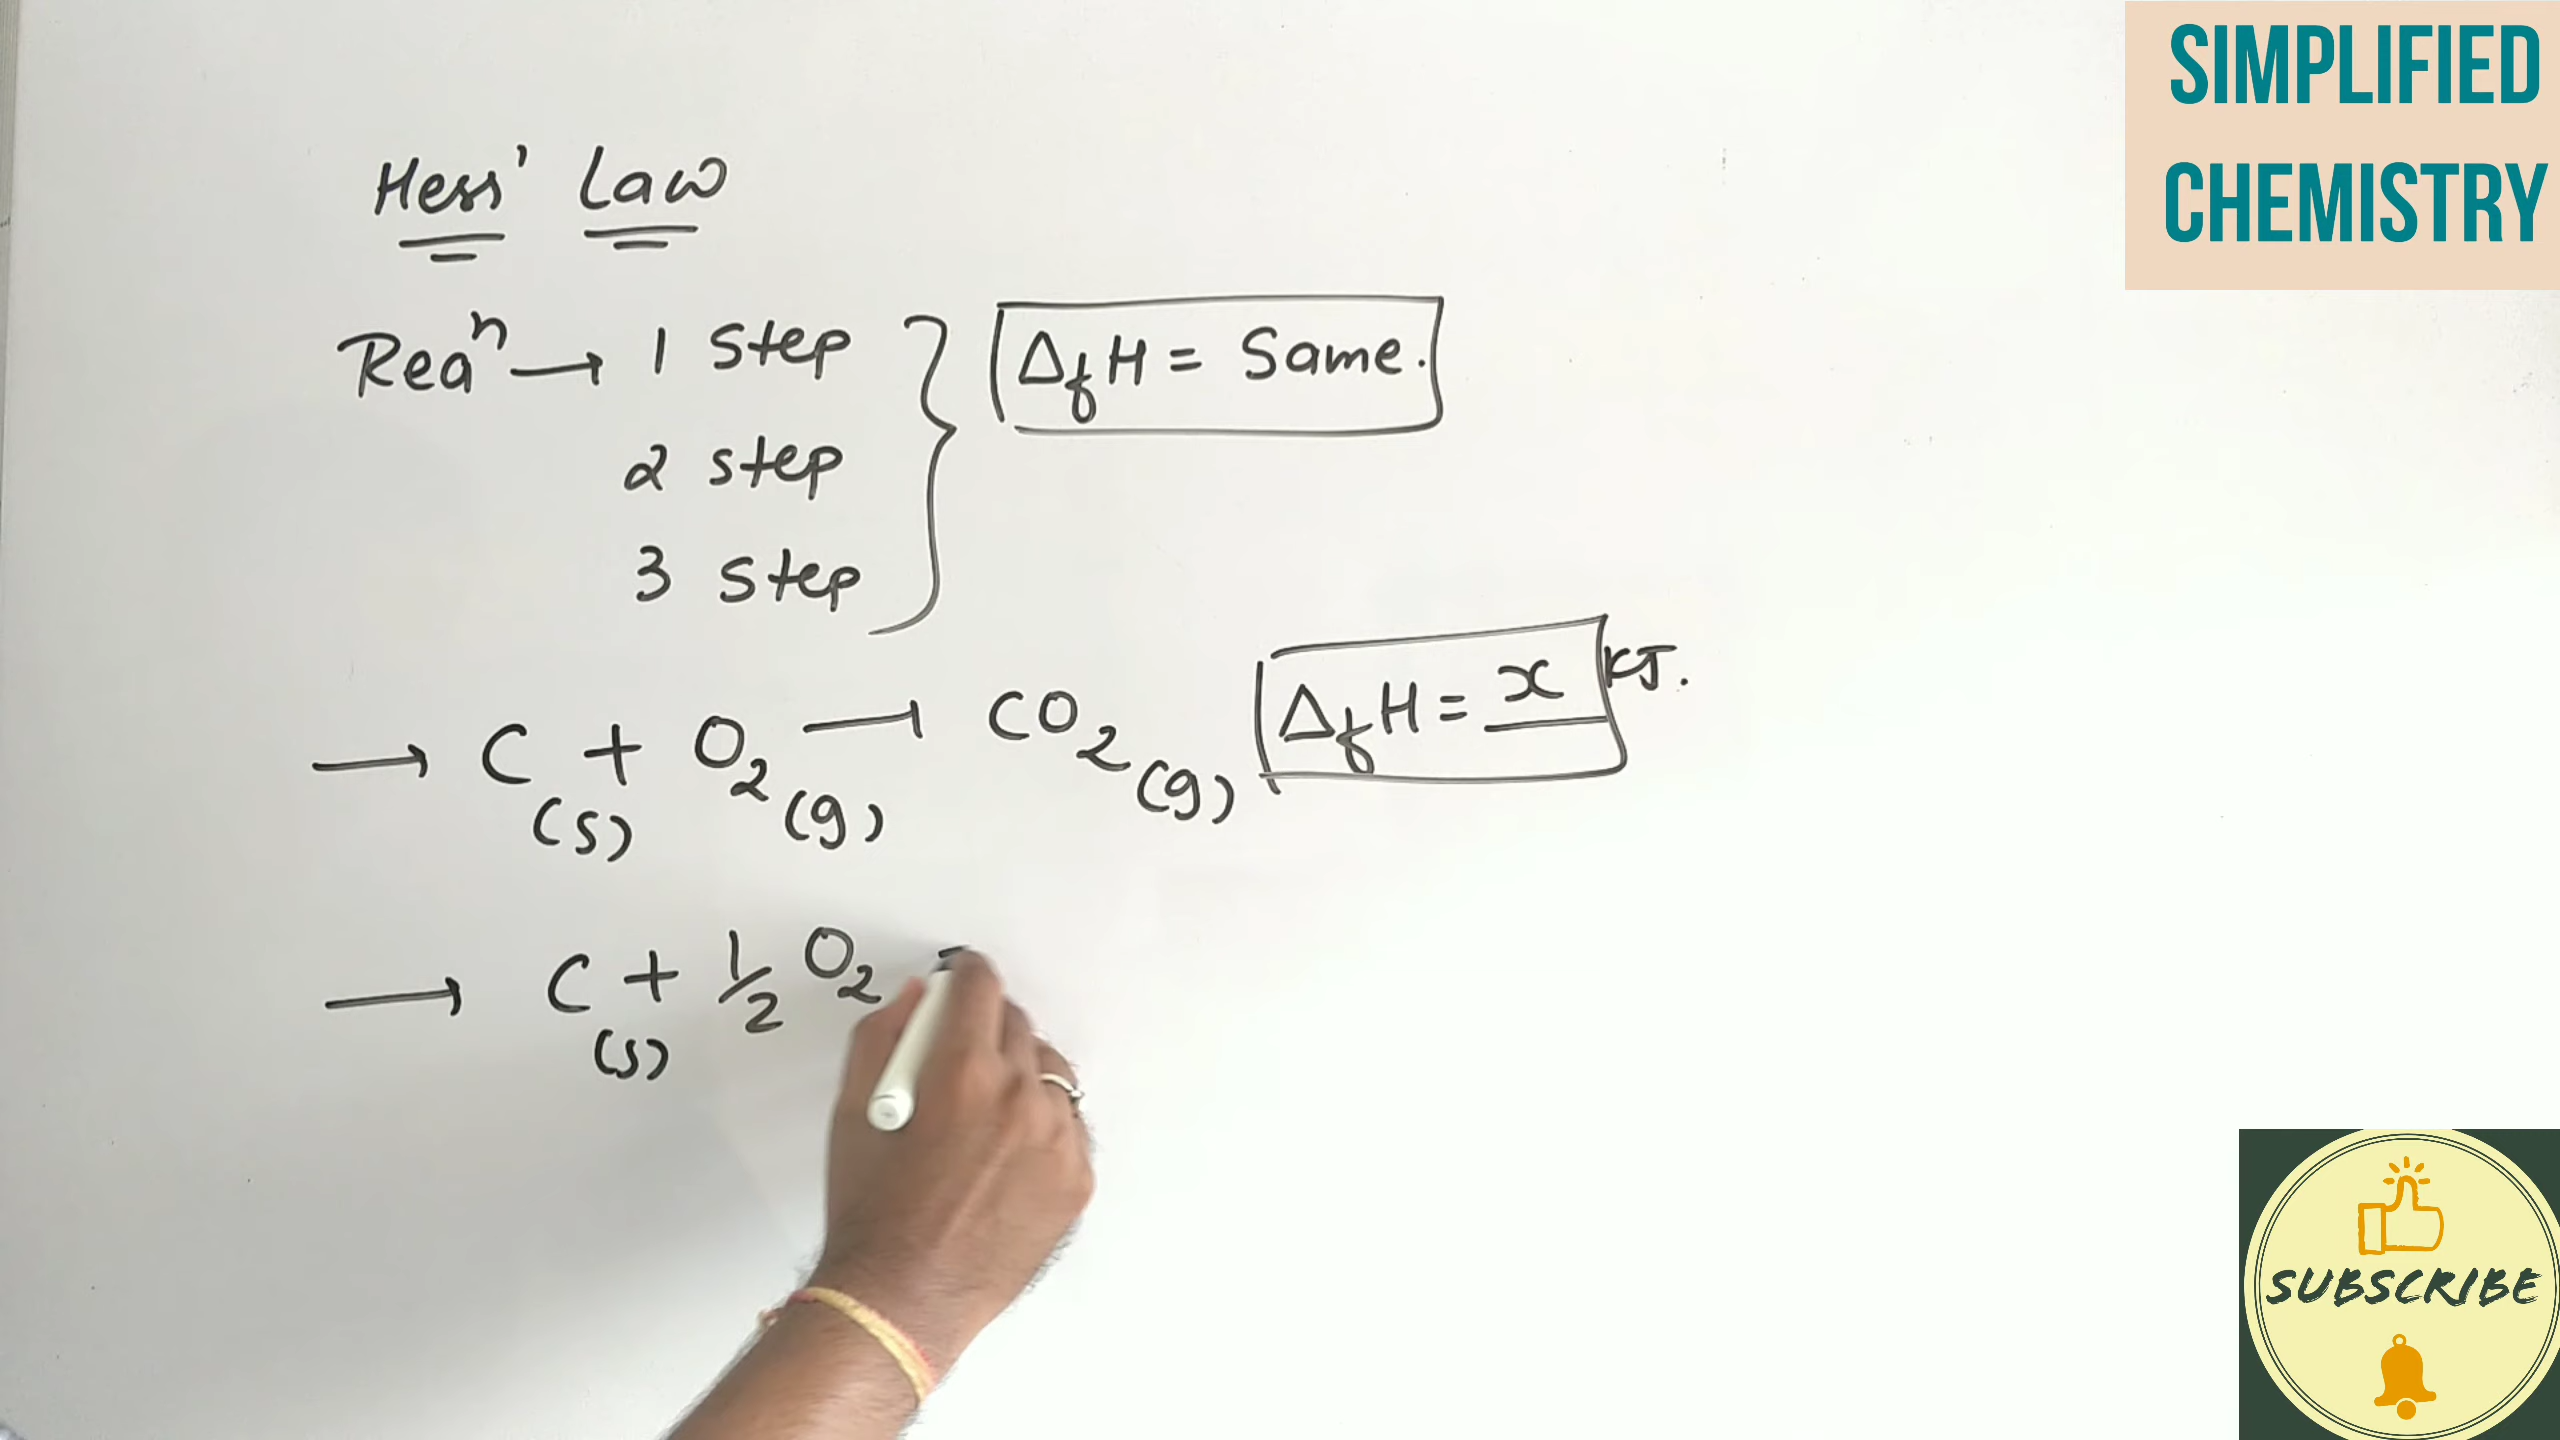 SIMPLIFIED
CHEMISTRY
Hess' Law
Reaⁿ → 1 Step } ΔfH = Same.
2 step
3 Step
→ C(s) + O₂(g) → CO₂(g) ΔfH = x KJ.
→ C(s) + 1/2 O₂
SUBSCRIBE